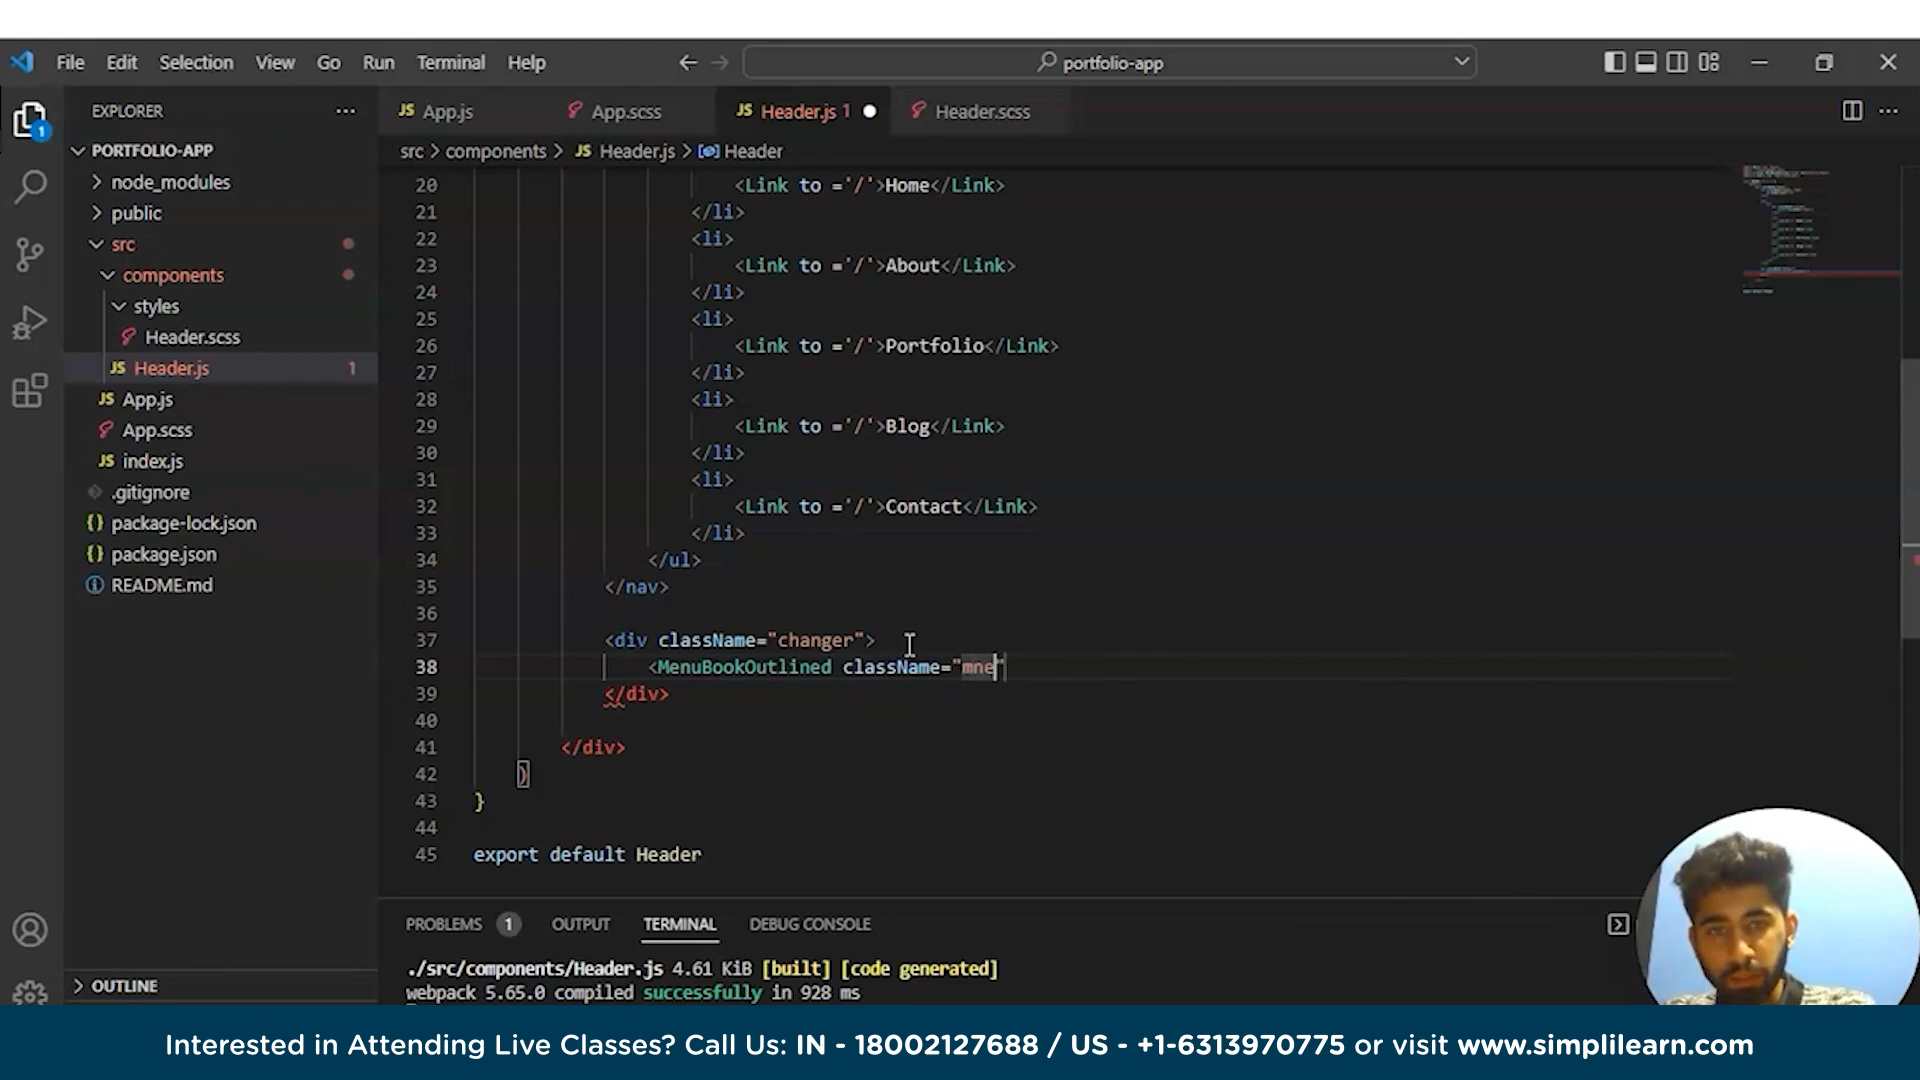 File Edit Selection View Go Run Terminal Help
portfolio-app
1
EXPLORER
PORTFOLIO-APP
node_modules
public
src
components
styles
Header.scss
JS Header.js 1
JS App.js
App.scss
JS index.js
.gitignore
{} package-lock.json
{} package.json
README.md
OUTLINE
JS App.js App.scss JS Header.js 1 Header.scss
src > components > JS Header.js > Header
20 <Link to ='/'>Home</Link>
21 </li>
22 <li>
23 <Link to ='/'>About</Link>
24 </li>
25 <li>
26 <Link to ='/'>Portfolio</Link>
27 </li>
28 <li>
29 <Link to ='/'>Blog</Link>
30 </li>
31 <li>
32 <Link to ='/'>Contact</Link>
33 </li>
34 </ul>
35 </nav>
36
37 <div className="changer">
38 <MenuBookOutlined className="mne"
39 </div>
40
41 </div>
42 )
43 }
44
45 export default Header
PROBLEMS 1 OUTPUT TERMINAL DEBUG CONSOLE
./src/components/Header.js 4.61 KiB [built] [code generated]
webpack 5.65.0 compiled successfully in 928 ms
Interested in Attending Live Classes? Call Us: IN - 18002127688 / US - +1-6313970775 or visit www.simplilearn.com